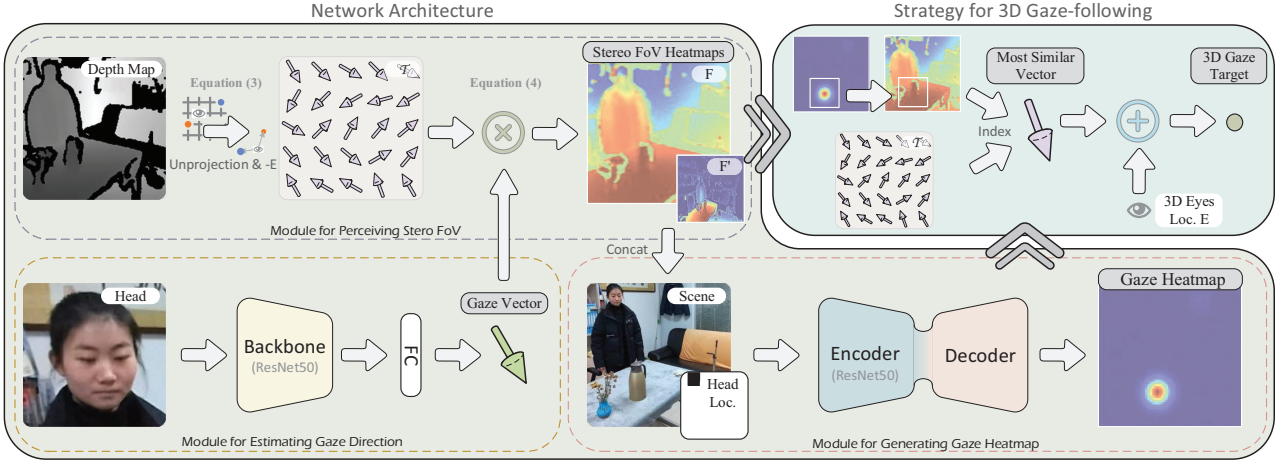 Network Architecture
Strategy for 3D Gaze-following
Depth Map
Equation (3)
Unprojection & -E
𝒯
Equation (4)
Stereo FoV Heatmaps
F
F'
Module for Perceiving Stero FoV
Most Similar
Vector
3D Gaze
Target
Index
𝒯
3D Eyes
Loc. E
Concat
Head
Backbone
(ResNet50)
FC
Gaze Vector
Module for Estimating Gaze Direction
Scene
Head
Loc.
Encoder
(ResNet50)
Decoder
Gaze Heatmap
Module for Generating Gaze Heatmap